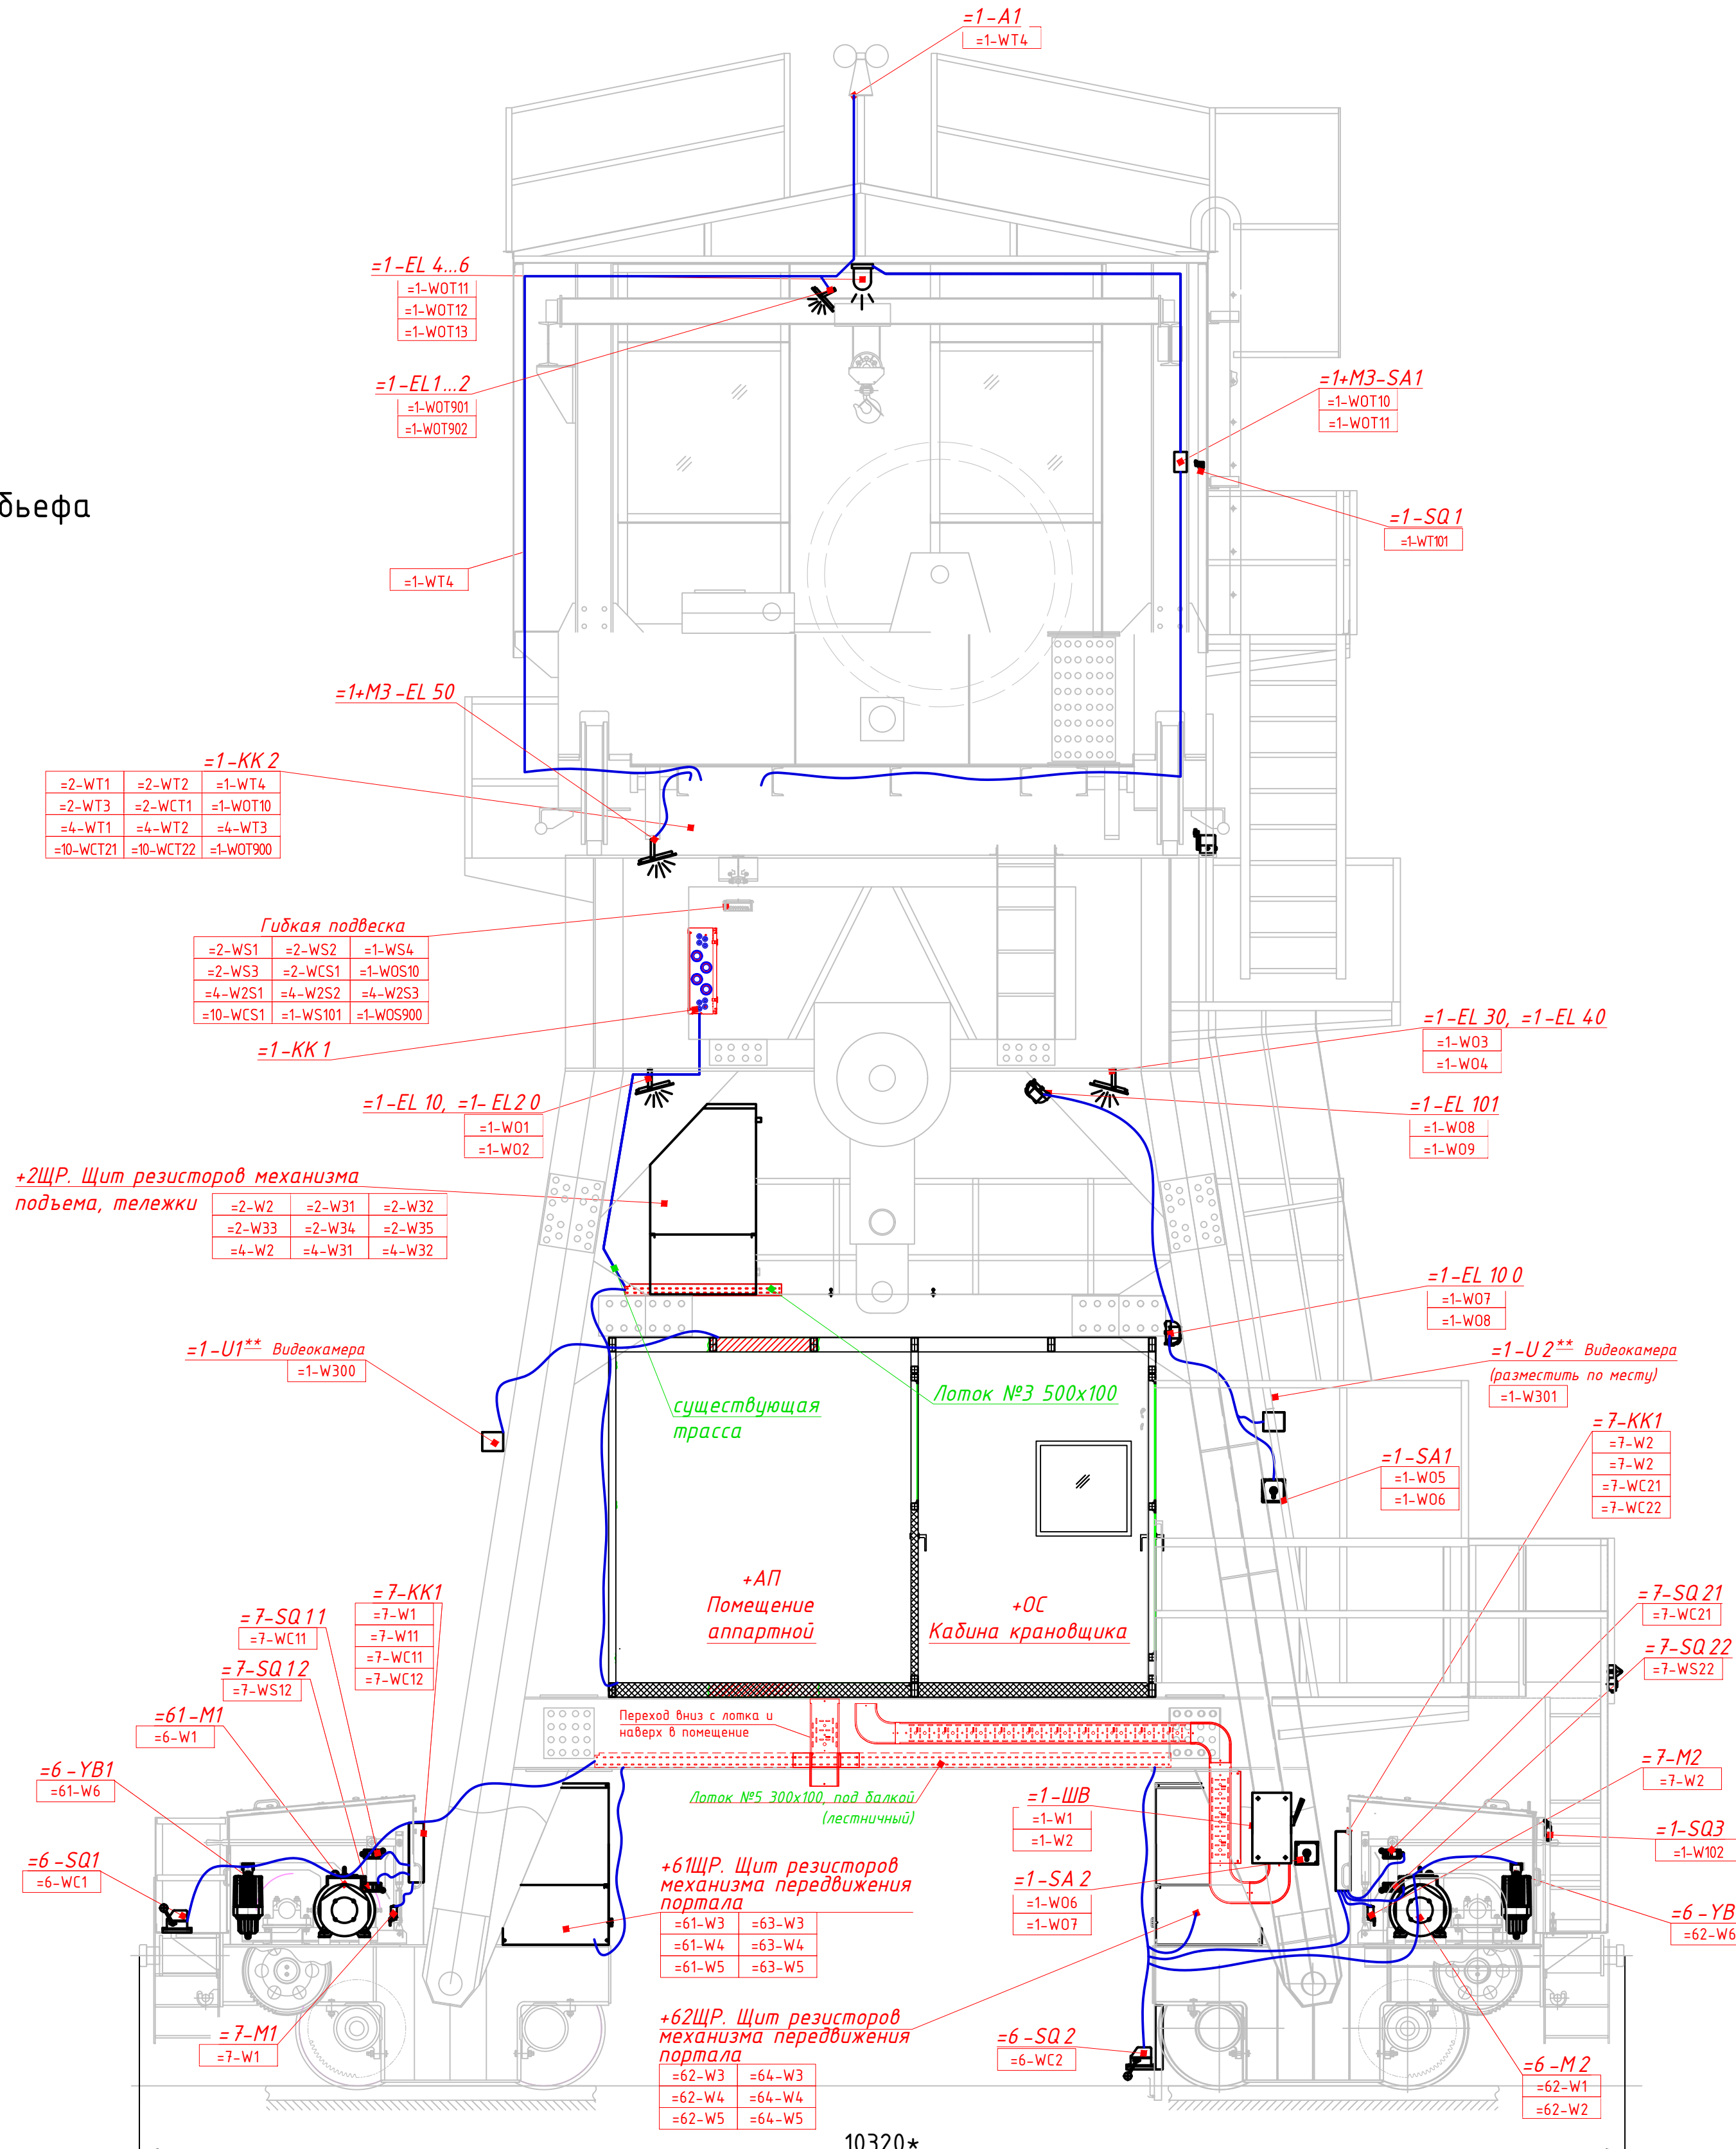 =1-A1
=1-WT4
=1-EL 4...6
=1-WOT11
=1-WOT12
=1-WOT13
=1-EL1...2
=1-WOT901
=1-WOT902
=1+M3-SA1
=1-WOT10
=1-WOT11
бьефа
=1-SQ 1
=1-WT101
=1-WT4
=1+M3 -EL 50
=1-KK 2
=2-WT1 =2-WT2 =1-WT4
=2-WT3 =2-WCT1 =1-WOT10
=4-WT1 =4-WT2 =4-WT3
=10-WCT21 =10-WCT22 =1-WOT900
Гибкая подвеска
=2-WS1 =2-WS2 =1-WS4
=2-WS3 =2-WCS1 =1-WOS10
=4-W2S1 =4-W2S2 =4-W2S3
=10-WCS1 =1-WS101 =1-WOS900
=1-KK 1
=1-EL 30, =1-EL 40
=1-WO3
=1-WO4
=1-EL 10, =1- EL2 0
=1-WO1
=1-WO2
=1-EL 101
=1-WO8
=1-WO9
+2ЩР. Щит резисторов механизма
подъема, тележки
=2-W2 =2-W31 =2-W32
=2-W33 =2-W34 =2-W35
=4-W2 =4-W31 =4-W32
=1-EL 10 0
=1-WO7
=1-WO8
=1-U1** Видеокамера
=1-W300
=1-U 2** Видеокамера
(разместить по месту)
=1-W301
существующая
трасса
Лоток №3 500x100
=7-KK1
=7-W2
=7-W2
=7-WC21
=7-WC22
=1-SA1
=1-WO5
=1-WO6
+АП
Помещение
аппартной
+ОС
Кабина крановщика
=7-KK1
=7-W1
=7-W11
=7-WC11
=7-WC12
=7-SQ 11
=7-WC11
=7-SQ 12
=7-WS12
=7-SQ 21
=7-WC21
=7-SQ 22
=7-WS22
=61-M1
=6-W1
Переход вниз с лотка и
наверх в помещение
=6 -YB1
=61-W6
=7-M2
=7-W2
Лоток №5 300x100, под балкой
(лестничный)
=1-ШВ
=1-W1
=1-W2
=1-SQ3
=1-W102
=6 -SQ1
=6-WC1
+61ЩР. Щит резисторов
механизма передвижения
портала
=61-W3 =63-W3
=61-W4 =63-W4
=61-W5 =63-W5
=1-SA 2
=1-WO6
=1-WO7
=6 -YB
=62-W6
=7-M1
=7-W1
+62ЩР. Щит резисторов
механизма передвижения
портала
=62-W3 =64-W3
=62-W4 =64-W4
=62-W5 =64-W5
=6 -SQ 2
=6-WC2
=6 -M 2
=62-W1
=62-W2
10320*